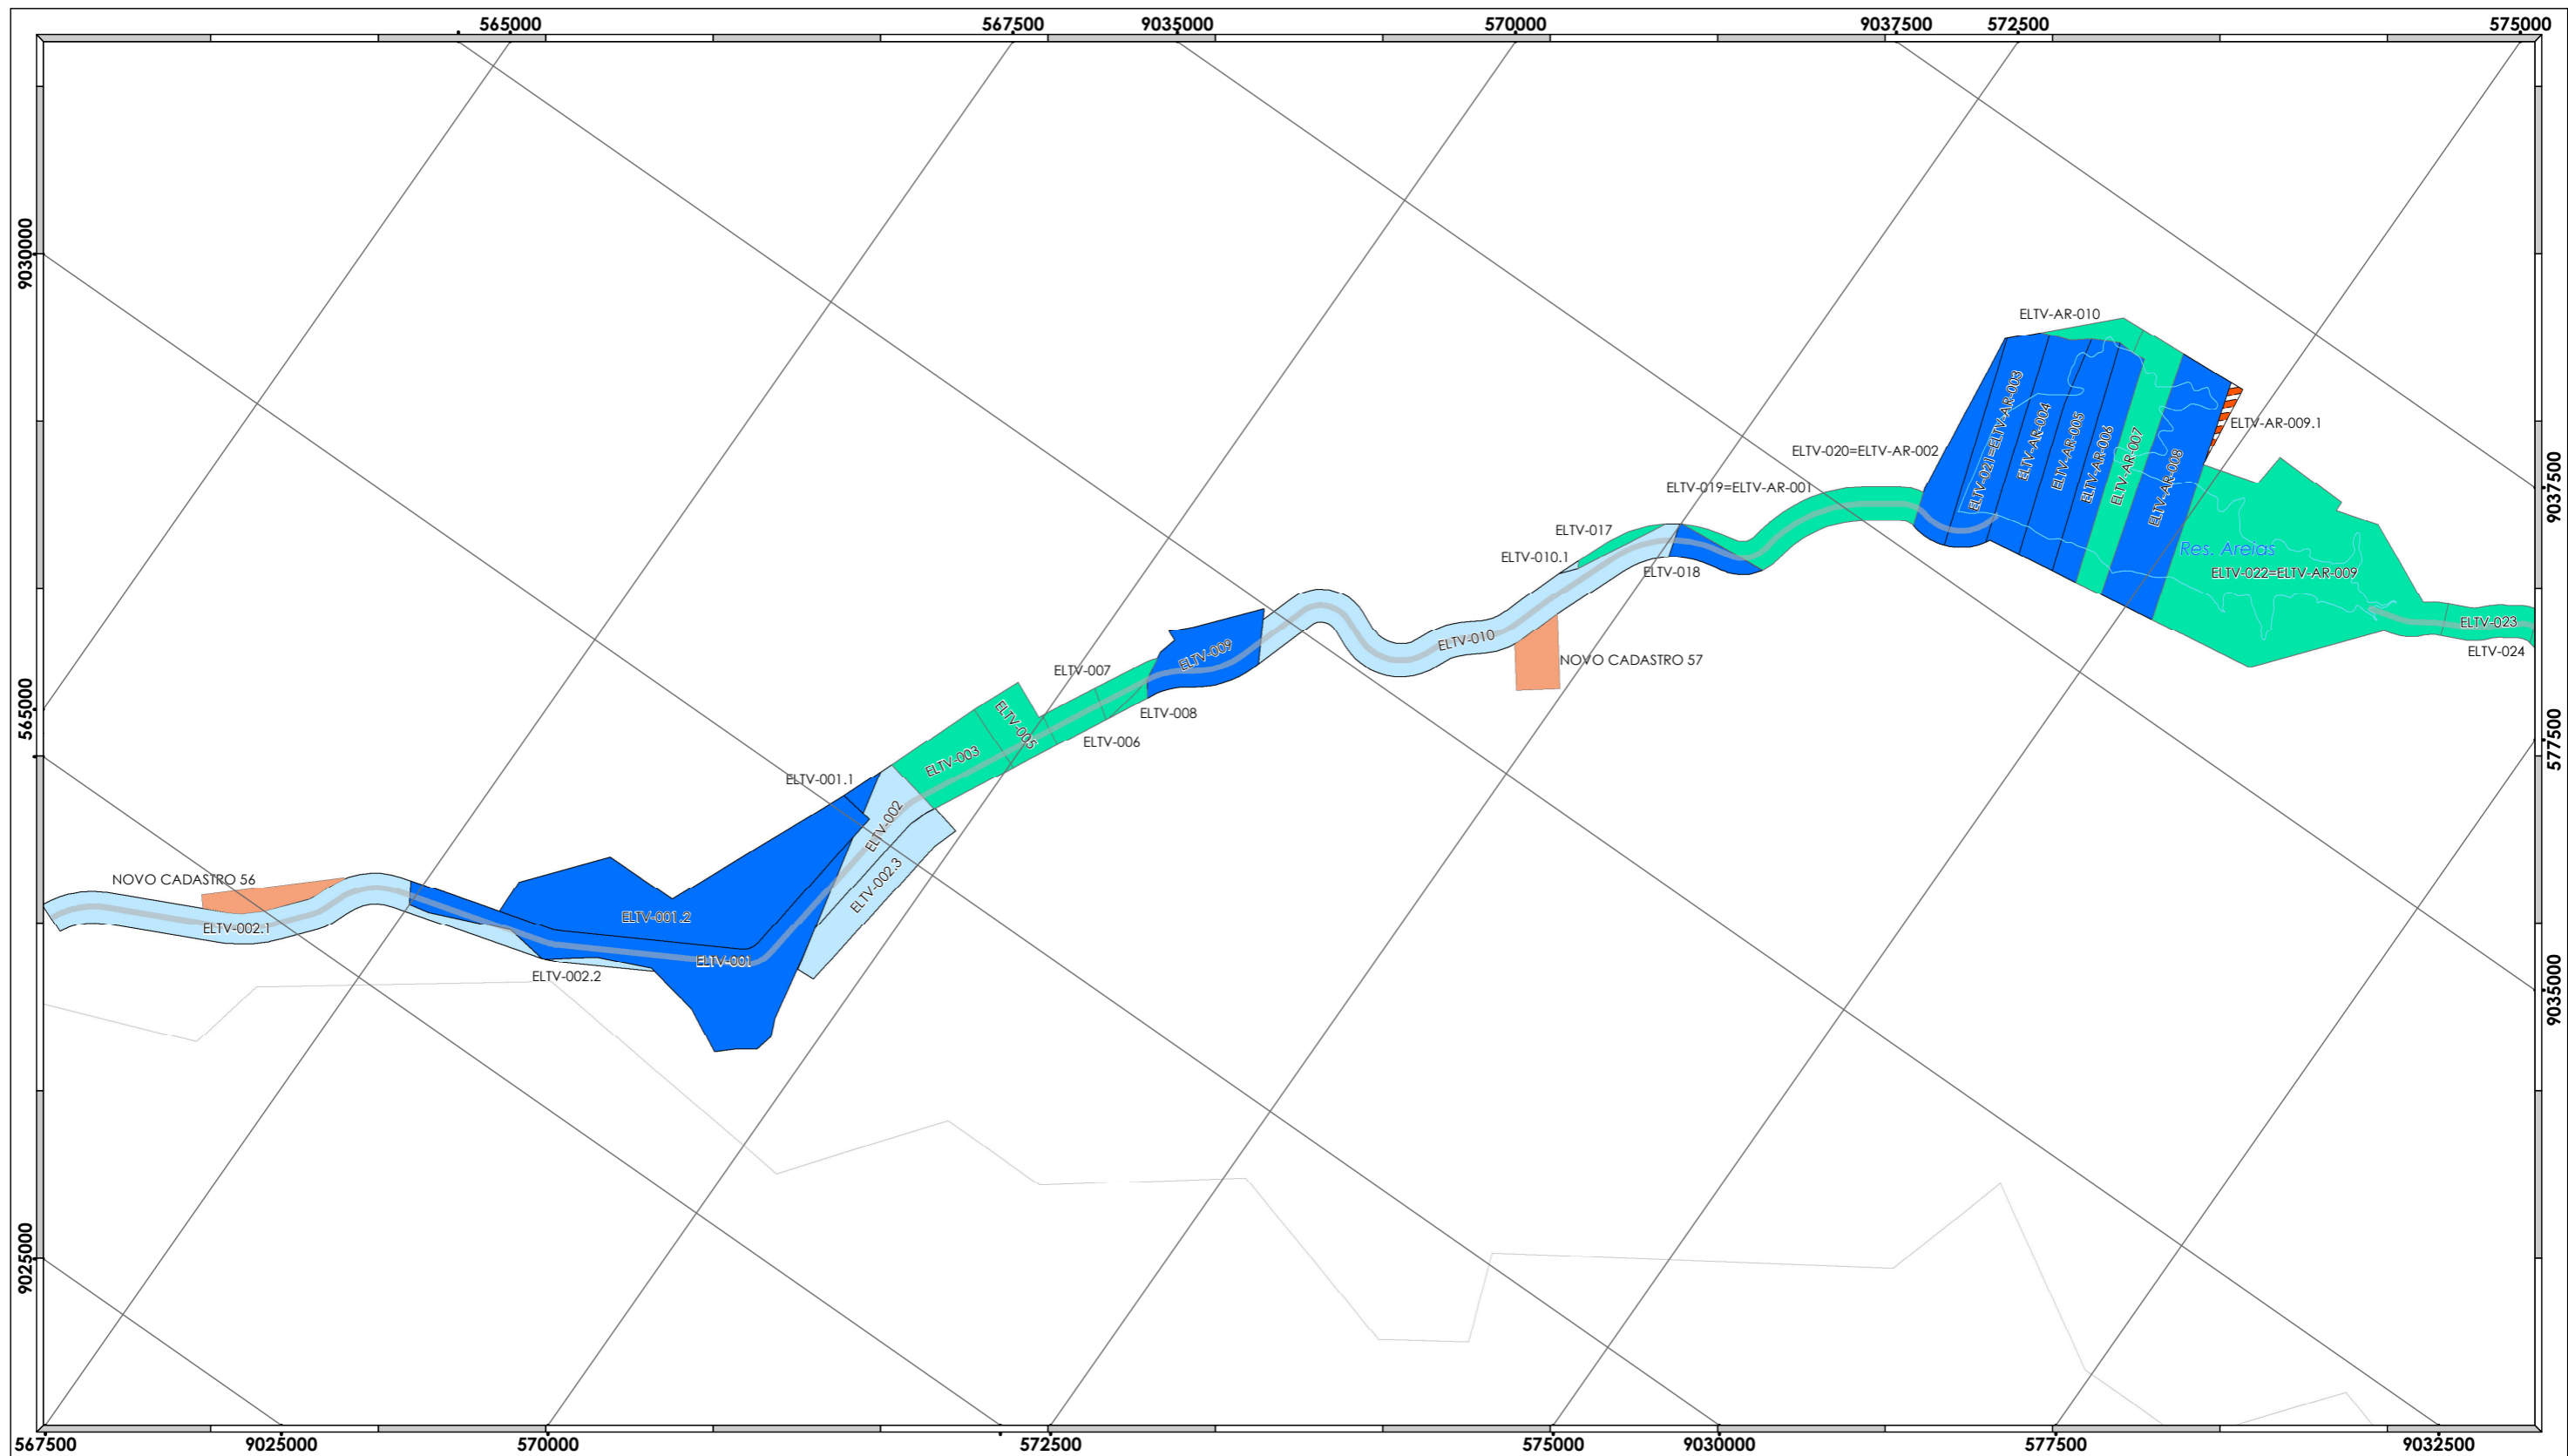 565000 567500 9035000 570000 9037500 572500 575000
9030000
565000
9025000
9037500
577500
9035000
ELTV-AR-010
ELTV-AR-009.1
ELTV-020=ELTV-AR-002
ELTV-021=ELTV-AR-003
ELTV-AR-004
ELTV-AR-005
ELTV-AR-006
ELTV-AR-007
ELTV-AR-008
ELTV-019=ELTV-AR-001
ELTV-017
ELTV-010.1
ELTV-018
Res. Areias
ELTV-022=ELTV-AR-009
ELTV-023
ELTV-024
ELTV-010
NOVO CADASTRO 57
ELTV-009
ELTV-007
ELTV-008
ELTV-006
ELTV-005
ELTV-003
ELTV-001.1
ELTV-002
ELTV-002.3
NOVO CADASTRO 56
ELTV-002.1
ELTV-001.2
ELTV-001
ELTV-002.2
567500 9025000 570000 572500 575000 9030000 577500 9032500